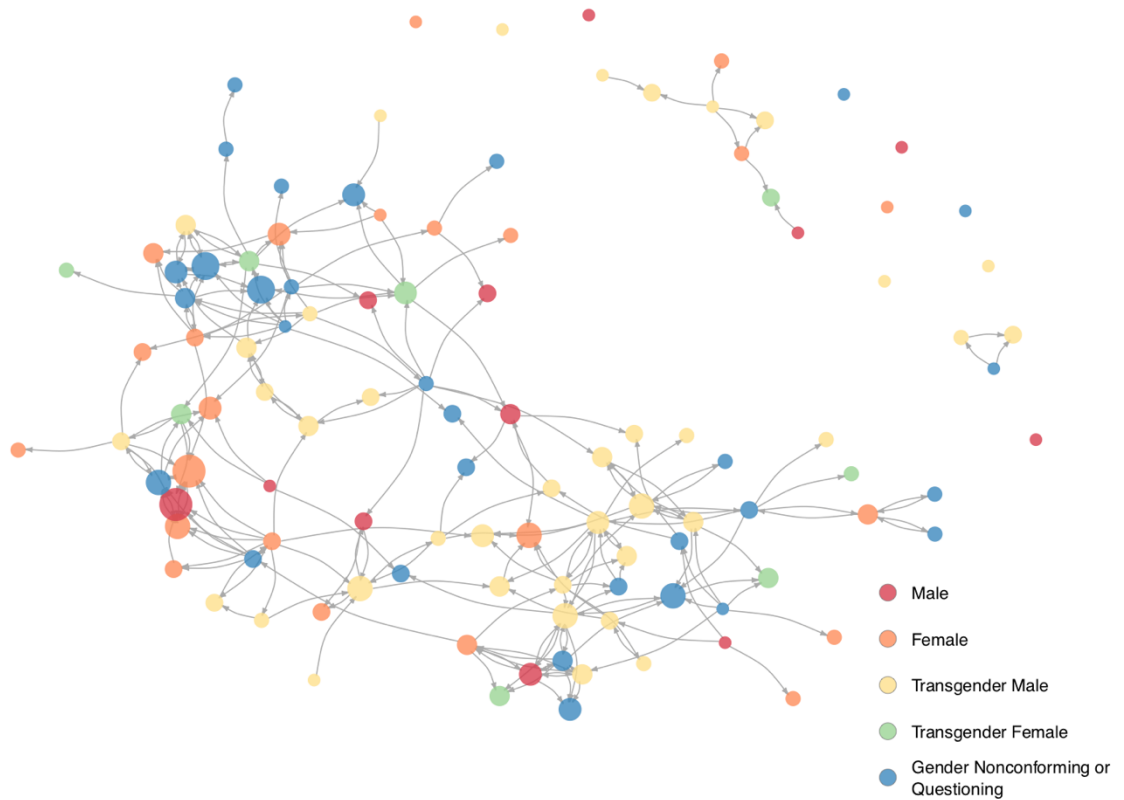 Male
Female
Transgender Male
Transgender Female
Gender Nonconforming or
Questioning